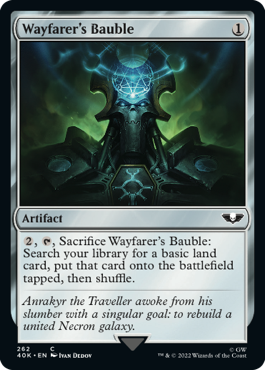 Wayfarer's Bauble 1
Artifact
2, T, Sacrifice Wayfarer's Bauble:
Search your library for a basic land
card, put that card onto the battlefield
tapped, then shuffle.
Anrakyr the Traveller awoke from his
slumber with a singular goal: to rebuild a
united Necron galaxy.
262 C © GW
40K • EN Ivan Dedov ™ & © 2022 Wizards of the Coast